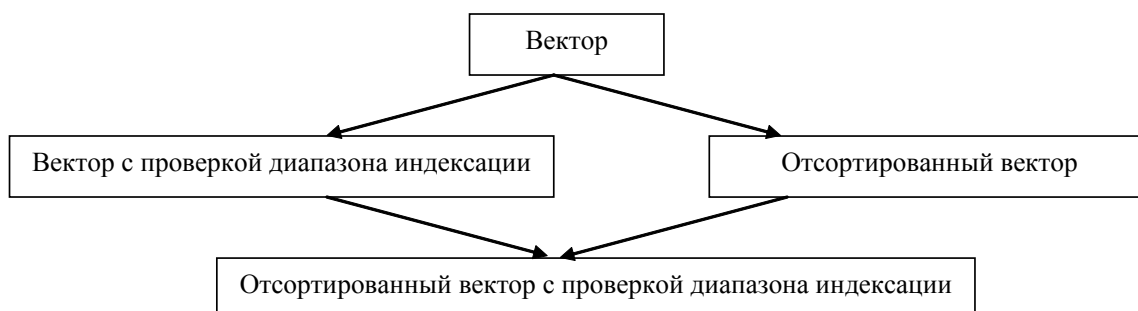 Вектор
Вектор с проверкой диапазона индексации
Отсортированный вектор
Отсортированный вектор с проверкой диапазона индексации